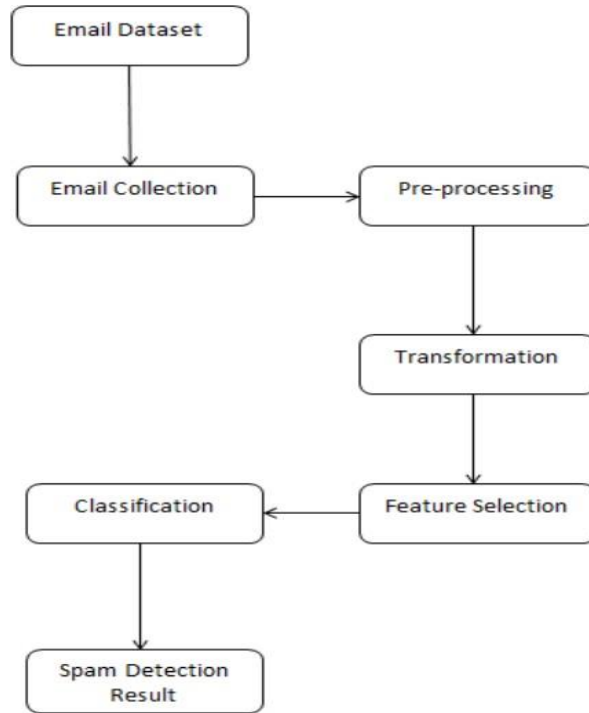 Email Dataset
Email Collection
Pre-processing
Transformation
Feature Selection
Classification
Spam Detection
Result